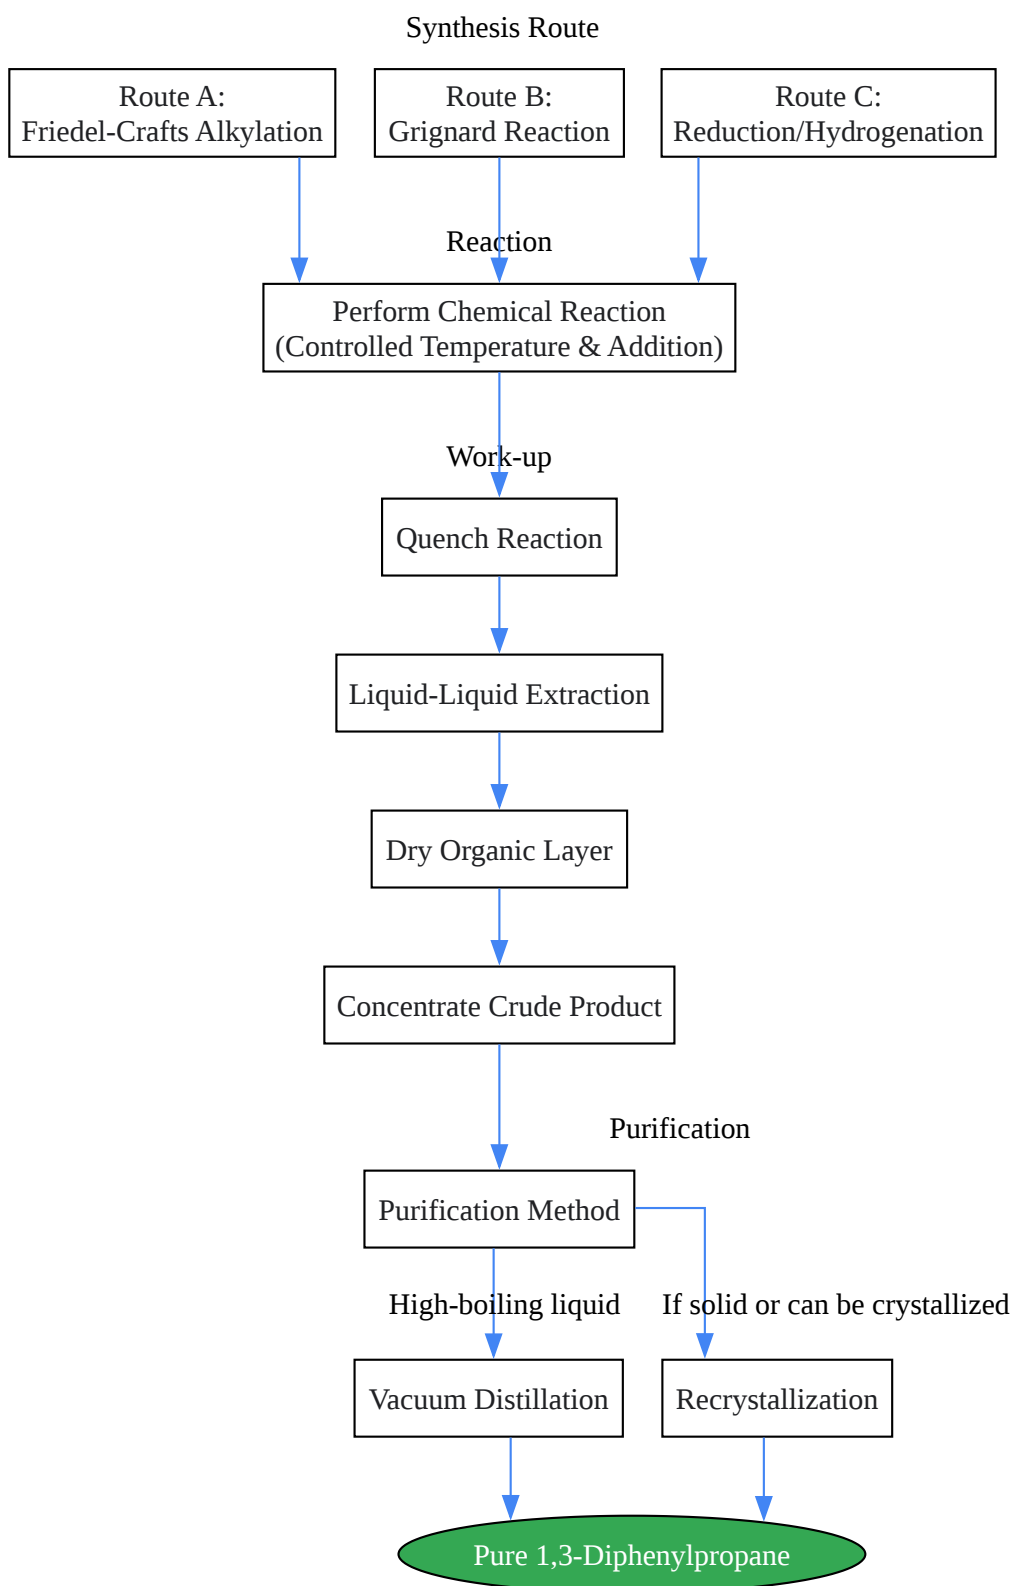 Synthesis Route
Route A:
Friedel-Crafts Alkylation
Route B:
Grignard Reaction
Route C:
Reduction/Hydrogenation
Reaction
Perform Chemical Reaction
(Controlled Temperature & Addition)
Work-up
Quench Reaction
Liquid-Liquid Extraction
Dry Organic Layer
Concentrate Crude Product
Purification
Purification Method
High-boiling liquid
If solid or can be crystallized
Vacuum Distillation
Recrystallization
Pure 1,3-Diphenylpropane